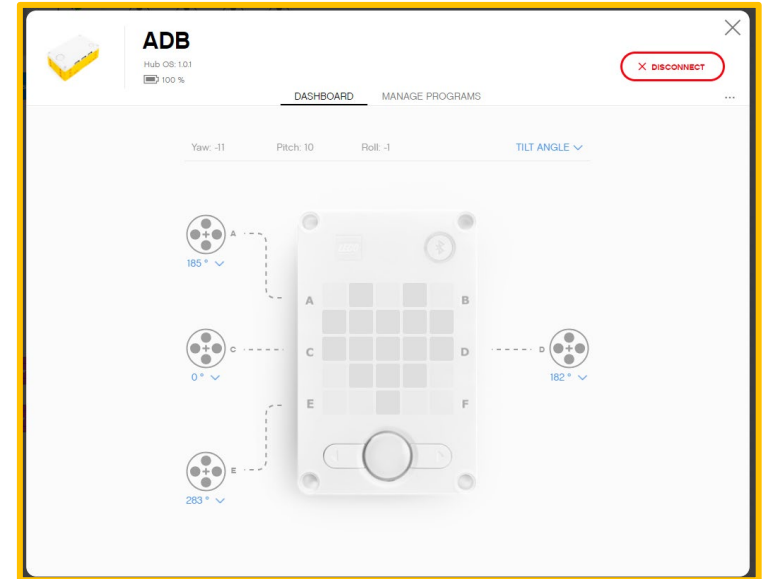 ADB
Hub OS: 1.0.1
100 %
DISCONNECT
DASHBOARD MANAGE PROGRAMS
...
Yaw: -11 Pitch: 10 Roll: -1 TILT ANGLE
A
185 °
A B
C
0 °
C D
D
182 °
E F
E
283 °